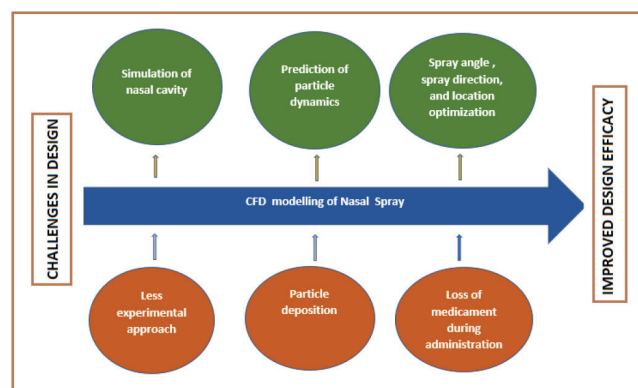 Simulation of
nasal cavity
Prediction of
particle
dynamics
Spray angle ,
spray direction,
and location
optimization
CHALLENGES IN DESIGN
CFD modelling of Nasal Spray
IMPROVED DESIGN EFFICACY
Less
experimental
approach
Particle
deposition
Loss of
medicament
during
administration